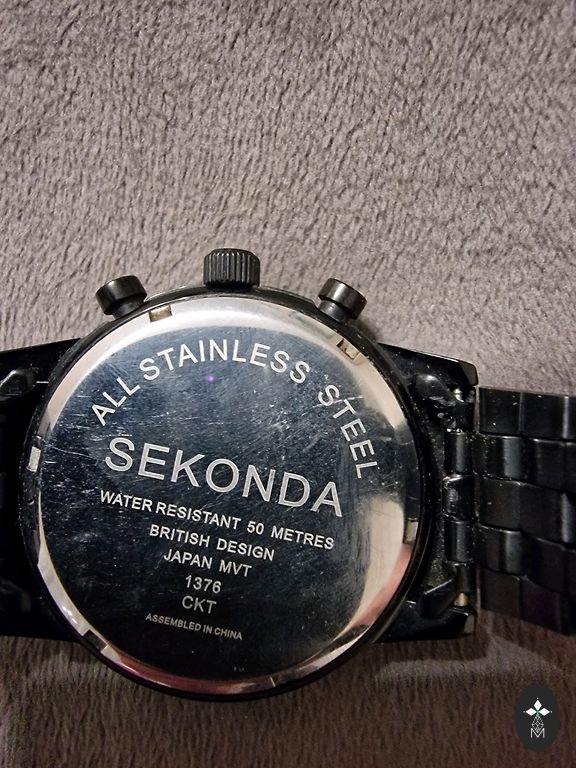 ALL STAINLESS STEEL
SEKONDA
WATER RESISTANT 50 METRES
BRITISH DESIGN
JAPAN MVT
1376
CKT
ASSEMBLED IN CHINA
M